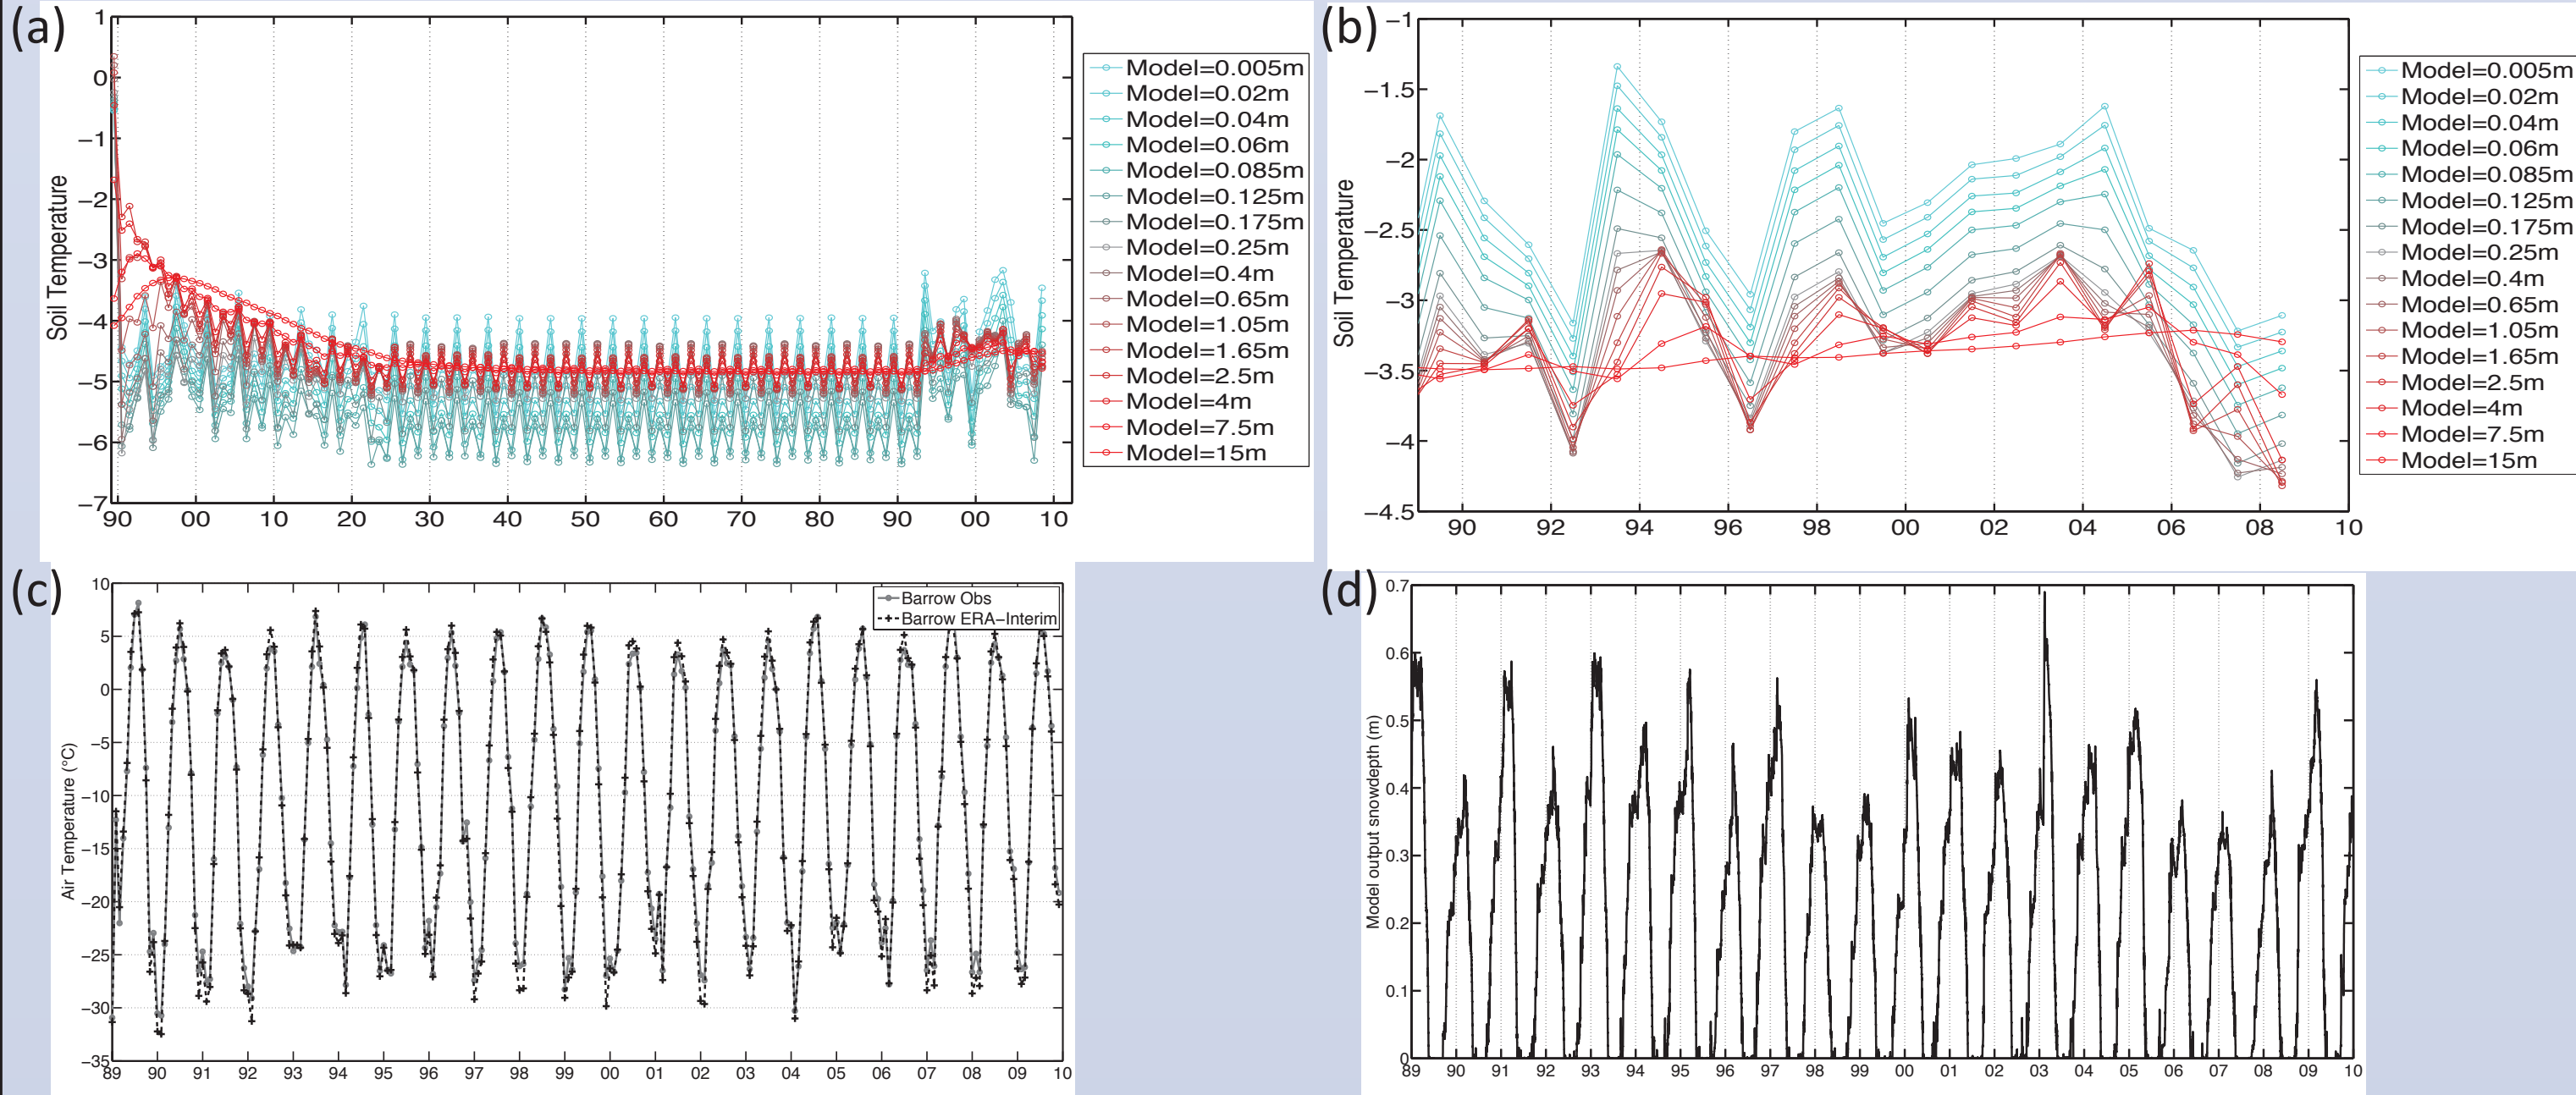 (a)
Soil Temperature
1
0
−1
−2
−3
−4
−5
−6
−7
90 00 10 20 30 40 50 60 70 80 90 00 10
Model=0.005m
Model=0.02m
Model=0.04m
Model=0.06m
Model=0.085m
Model=0.125m
Model=0.175m
Model=0.25m
Model=0.4m
Model=0.65m
Model=1.05m
Model=1.65m
Model=2.5m
Model=4m
Model=7.5m
Model=15m
(b)
Soil Temperature
−1
−1.5
−2
−2.5
−3
−3.5
−4
−4.5
90 92 94 96 98 00 02 04 06 08 10
Model=0.005m
Model=0.02m
Model=0.04m
Model=0.06m
Model=0.085m
Model=0.125m
Model=0.175m
Model=0.25m
Model=0.4m
Model=0.65m
Model=1.05m
Model=1.65m
Model=2.5m
Model=4m
Model=7.5m
Model=15m
(c)
Air Temperature (°C)
10
5
0
−5
−10
−15
−20
−25
−30
−35
89 90 91 92 93 94 95 96 97 98 99 00 01 02 03 04 05 06 07 08 09 10
Barrow Obs
Barrow ERA−Interim
(d)
Model output snowdepth (m)
0.7
0.6
0.5
0.4
0.3
0.2
0.1
0
89 90 91 92 93 94 95 96 97 98 99 00 01 02 03 04 05 06 07 08 09 10